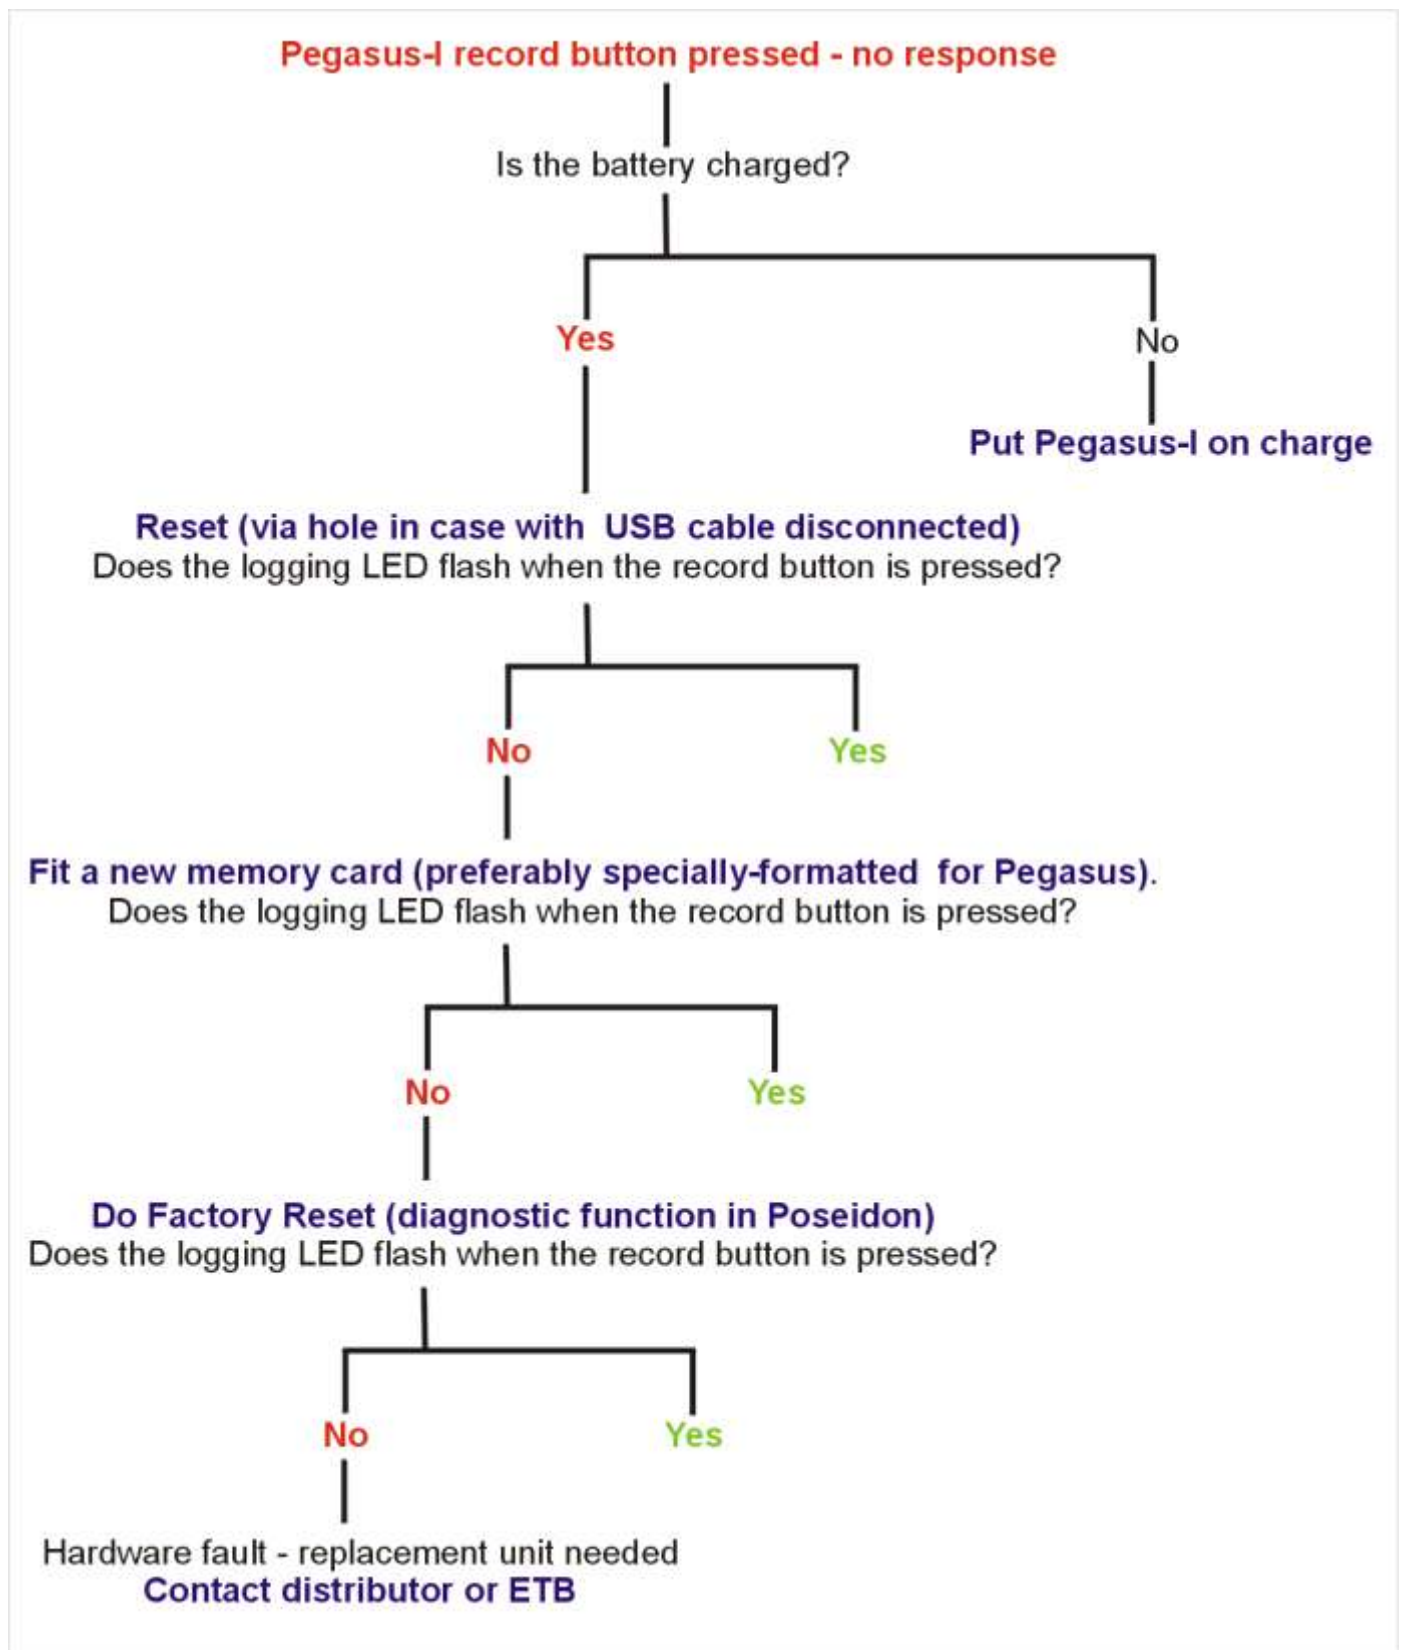 Pegasus-I record button pressed - no response
Is the battery charged?
Yes
No
Put Pegasus-I on charge
Reset (via hole in case with  USB cable disconnected)
Does the logging LED flash when the record button is pressed?
No
Yes
Fit a new memory card (preferably specially-formatted  for Pegasus).
Does the logging LED flash when the record button is pressed?
No
Yes
Do Factory Reset (diagnostic function in Poseidon)
Does the logging LED flash when the record button is pressed?
No
Yes
Hardware fault - replacement unit needed
Contact distributor or ETB